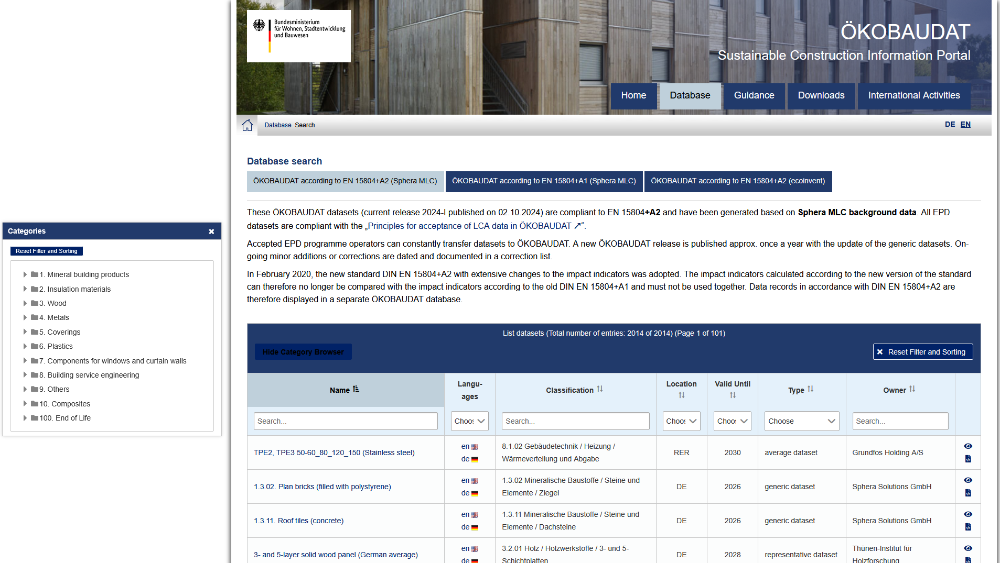 Bundesministerium
für Wohnen, Stadtentwicklung
und Bauwesen
ÖKOBAUDAT
Sustainable Construction Information Portal
Home Database Guidance Downloads International Activities
Database Search
DE EN
Database search
ÖKOBAUDAT according to EN 15804+A2 (Sphera MLC) ÖKOBAUDAT according to EN 15804+A1 (Sphera MLC) ÖKOBAUDAT according to EN 15804+A2 (ecoinvent)
These ÖKOBAUDAT datasets (current release 2024-I published on 02.10.2024) are compliant to EN 15804+A2 and have been generated based on Sphera MLC background data. All EPD
datasets are compliant with the „Principles for acceptance of LCA data in ÖKOBAUDAT ↗“.
Accepted EPD programme operators can constantly transfer datasets to ÖKOBAUDAT. A new ÖKOBAUDAT release is published approx. once a year with the update of the generic datasets. On-
going minor additions or corrections are dated and documented in a correction list.
In February 2020, the new standard DIN EN 15804+A2 with extensive changes to the impact indicators was adopted. The impact indicators calculated according to the new version of the standard
can therefore no longer be compared with the impact indicators according to the old DIN EN 15804+A1 and must not be used together. Data records in accordance with DIN EN 15804+A2 are
therefore displayed in a separate ÖKOBAUDAT database.
Categories
Reset Filter and Sorting
1. Mineral building products
2. Insulation materials
3. Wood
4. Metals
5. Coverings
6. Plastics
7. Components for windows and curtain walls
8. Building service engineering
9. Others
10. Composites
100. End of Life
List datasets (Total number of entries: 2014 of 2014) (Page 1 of 101)
Hide Category Browser
Reset Filter and Sorting
Name
Langu-
ages
Classification
Location
Valid Until
Type
Owner
Search... Choos Search... Choos Choos Choose Search...
TPE2, TPE3 50-60_80_120_150 (Stainless steel)
en
de
8.1.02 Gebäudetechnik / Heizung /
Wärmeverteilung und Abgabe
RER
2030
average dataset
Grundfos Holding A/S
1.3.02. Plan bricks (filled with polystyrene)
en
de
1.3.02 Mineralische Baustoffe / Steine und
Elemente / Ziegel
DE
2026
generic dataset
Sphera Solutions GmbH
1.3.11. Roof tiles (concrete)
en
de
1.3.11 Mineralische Baustoffe / Steine und
Elemente / Dachsteine
DE
2026
generic dataset
Sphera Solutions GmbH
3- and 5-layer solid wood panel (German average)
en
de
3.2.01 Holz / Holzwerkstoffe / 3- und 5-
Schichtplatten
DE
2028
representative dataset
Thünen-Institut für
Holzforschung